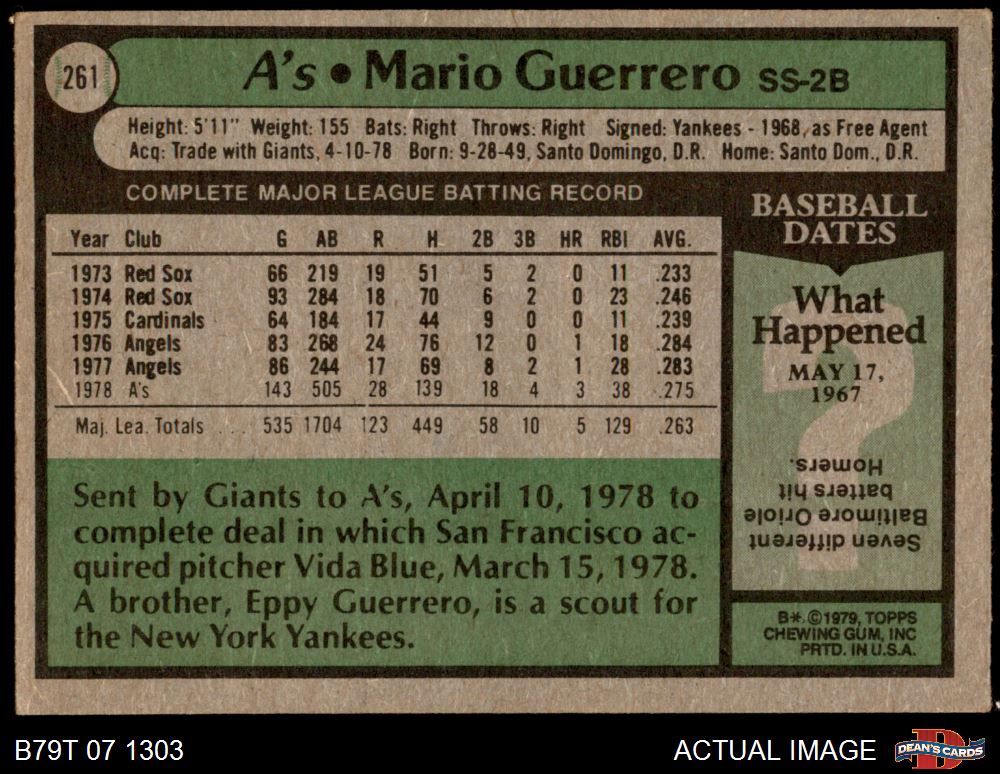 261
A's • Mario Guerrero SS-2B
Height: 5'11" Weight: 155 Bats: Right Throws: Right Signed: Yankees - 1968, as Free Agent
Acq: Trade with Giants, 4-10-78 Born: 9-28-49, Santo Domingo, D.R. Home: Santo Dom., D.R.
COMPLETE MAJOR LEAGUE BATTING RECORD
Year Club G AB R H 2B 3B HR RBI AVG.
1973 Red Sox 66 219 19 51 5 2 0 11 .233
1974 Red Sox 93 284 18 70 6 2 0 23 .246
1975 Cardinals 64 184 17 44 9 0 0 11 .239
1976 Angels 83 268 24 76 12 0 1 18 .284
1977 Angels 86 244 17 69 8 2 1 28 .283
1978 A's 143 505 28 139 18 4 3 38 .275
Maj. Lea. Totals . . . 535 1704 123 449 58 10 5 129 .263
Sent by Giants to A's, April 10, 1978 to
complete deal in which San Francisco ac-
quired pitcher Vida Blue, March 15, 1978.
A brother, Eppy Guerrero, is a scout for
the New York Yankees.
BASEBALL
DATES
What
Happened
MAY 17,
1967
?
Seven different
Baltimore Oriole
batters hit
Homers.
B* ©1979, TOPPS
CHEWING GUM, INC
PRTD. IN U.S.A.
B79T 07 1303
ACTUAL IMAGE
DEAN'S CARDS